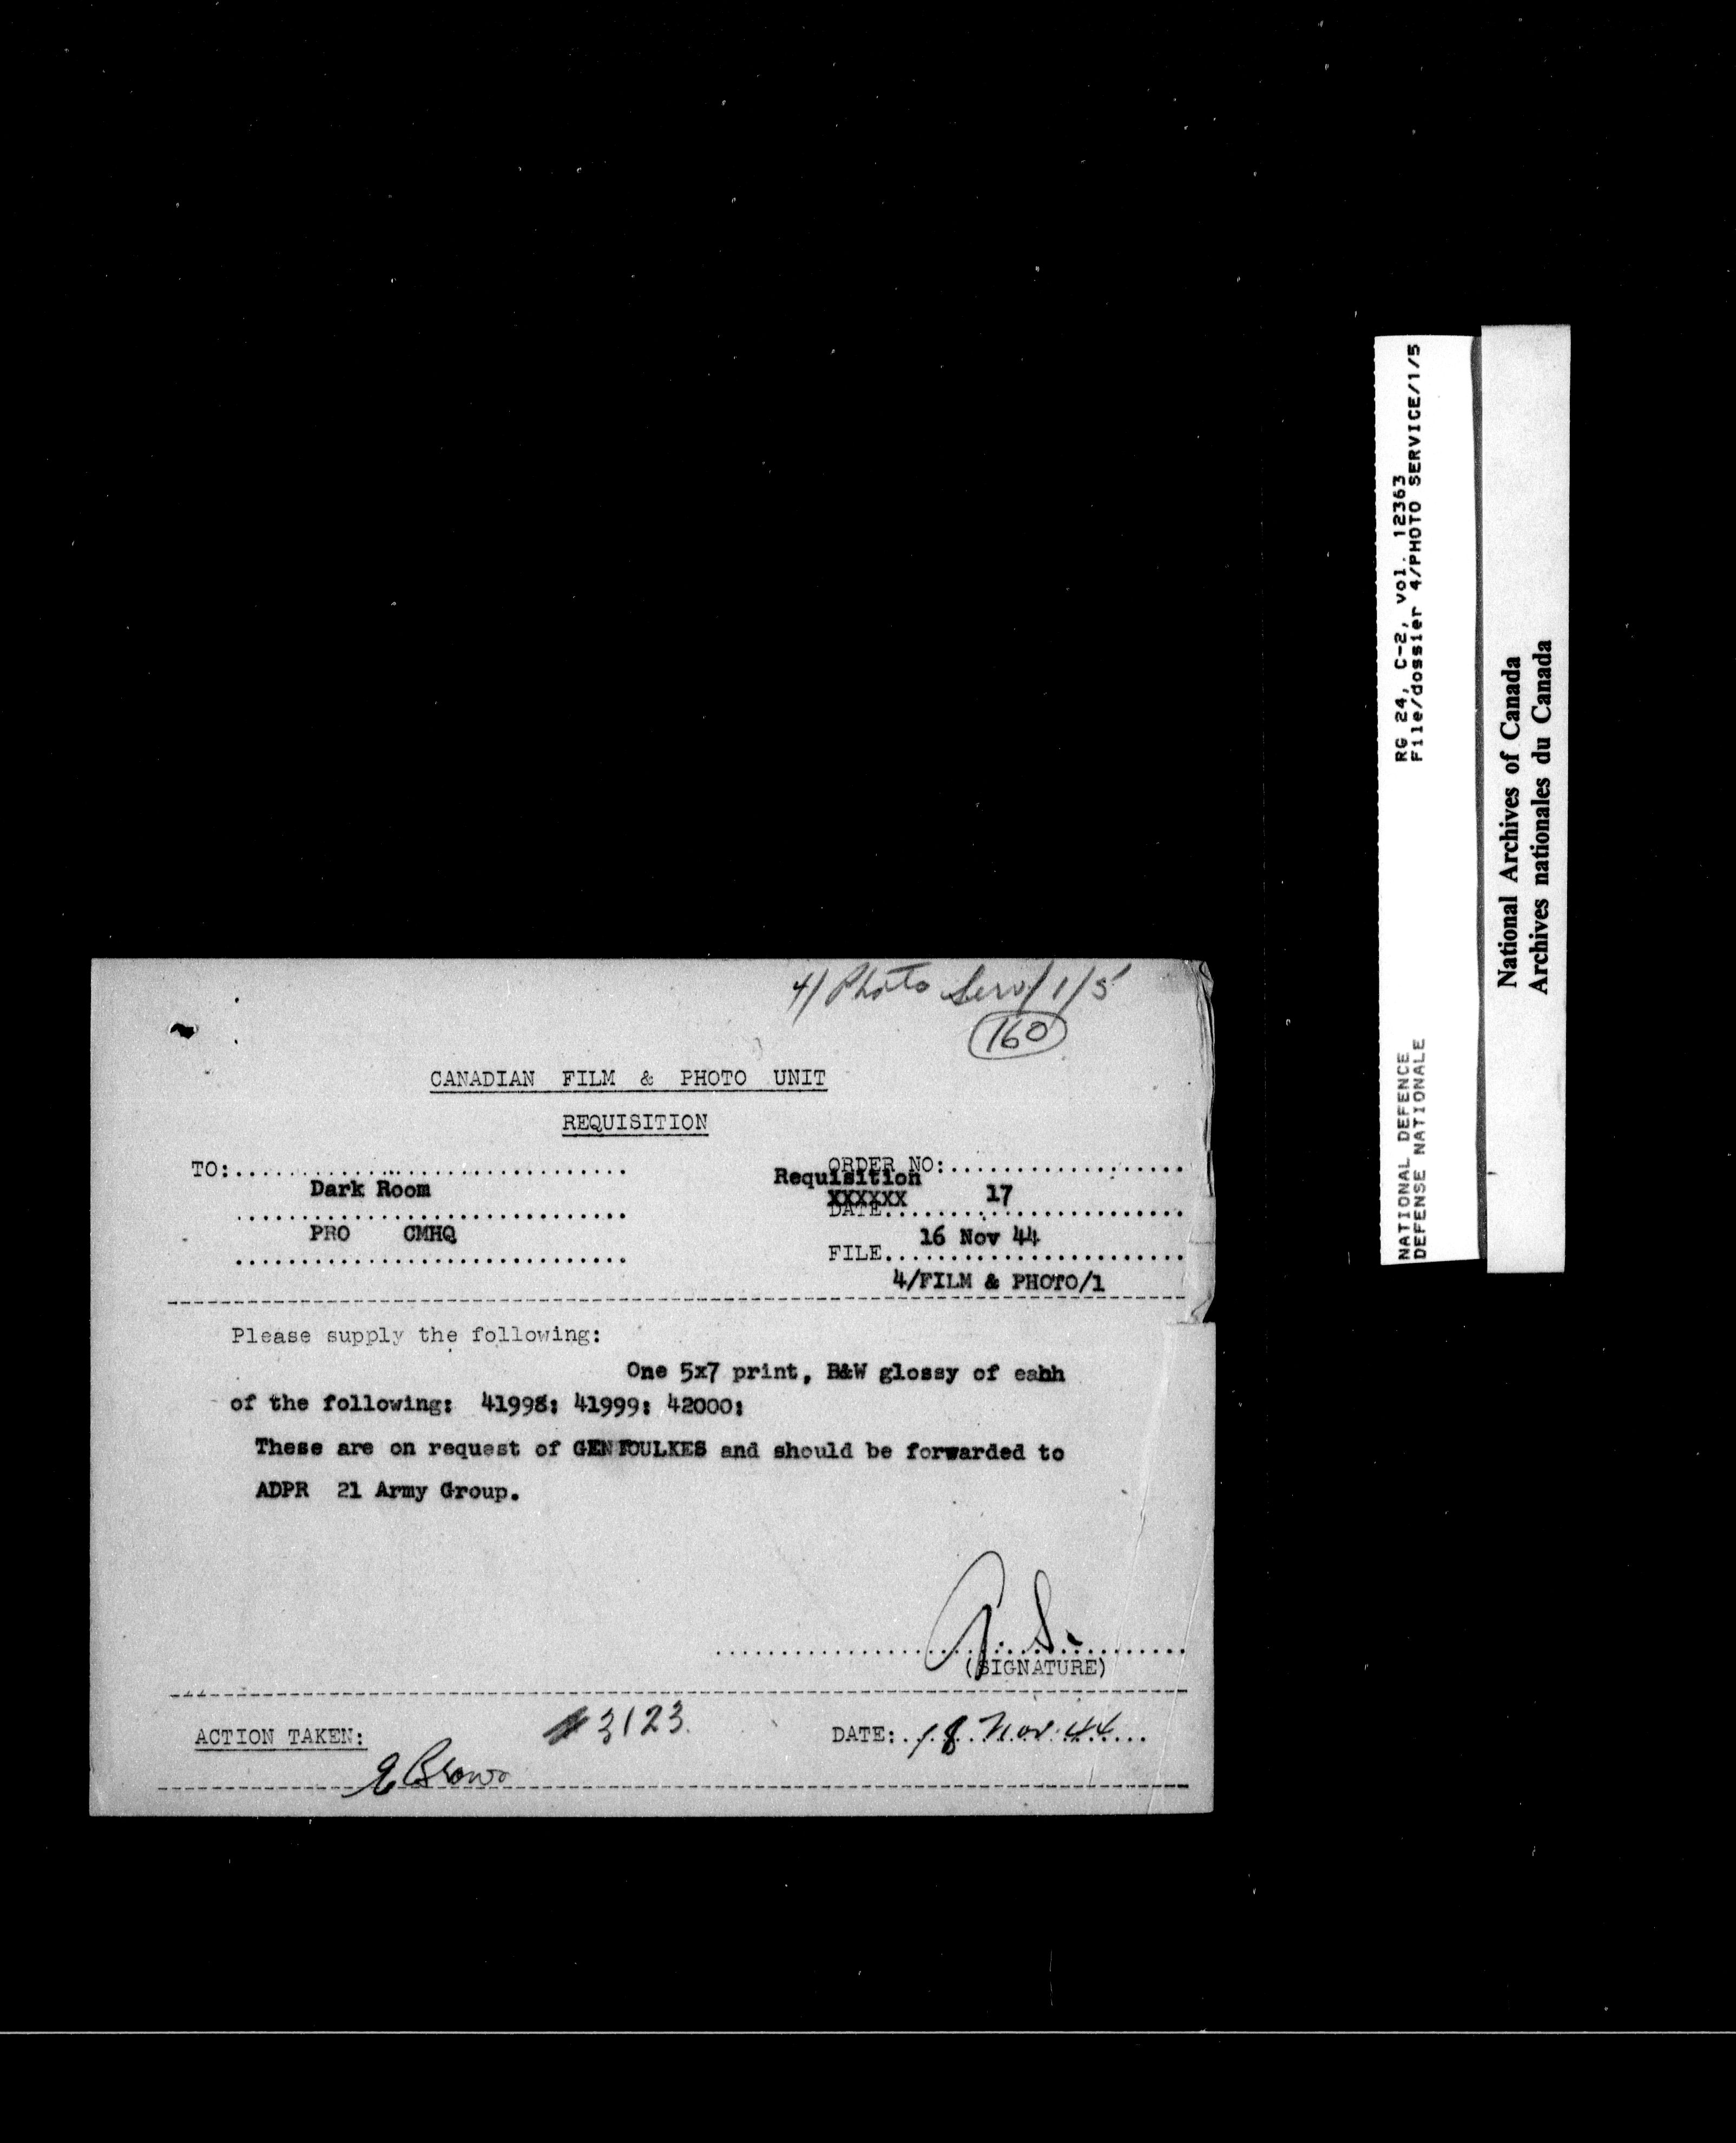 4/ Photo Serv/ 1/5
160
CANADIAN FILM & PHOTO UNIT
REQUISITION
TO:..............................
Dark Room
..............................
PRO CMHQ
..............................
ORDER NO:..................
Requisition
XXXXXX 17
DATE.......................
16 Nov 44
FILE.......................
4/FILM & PHOTO/1
Please supply the following:
One 5x7 print, B&W glossy of eahh
of the following: 41998: 41999: 42000:
These are on request of GEN FOULKES and should be forwarded to
ADPR 21 Army Group.
(SIGNATURE)
ACTION TAKEN: 3123. DATE: 18 Nov 44
E Brown
RG 24, C-2, vol. 12363
File/dossier 4/PHOTO SERVICE/1/5
NATIONAL DEFENCE
DEFENSE NATIONALE
National Archives of Canada
Archives nationales du Canada